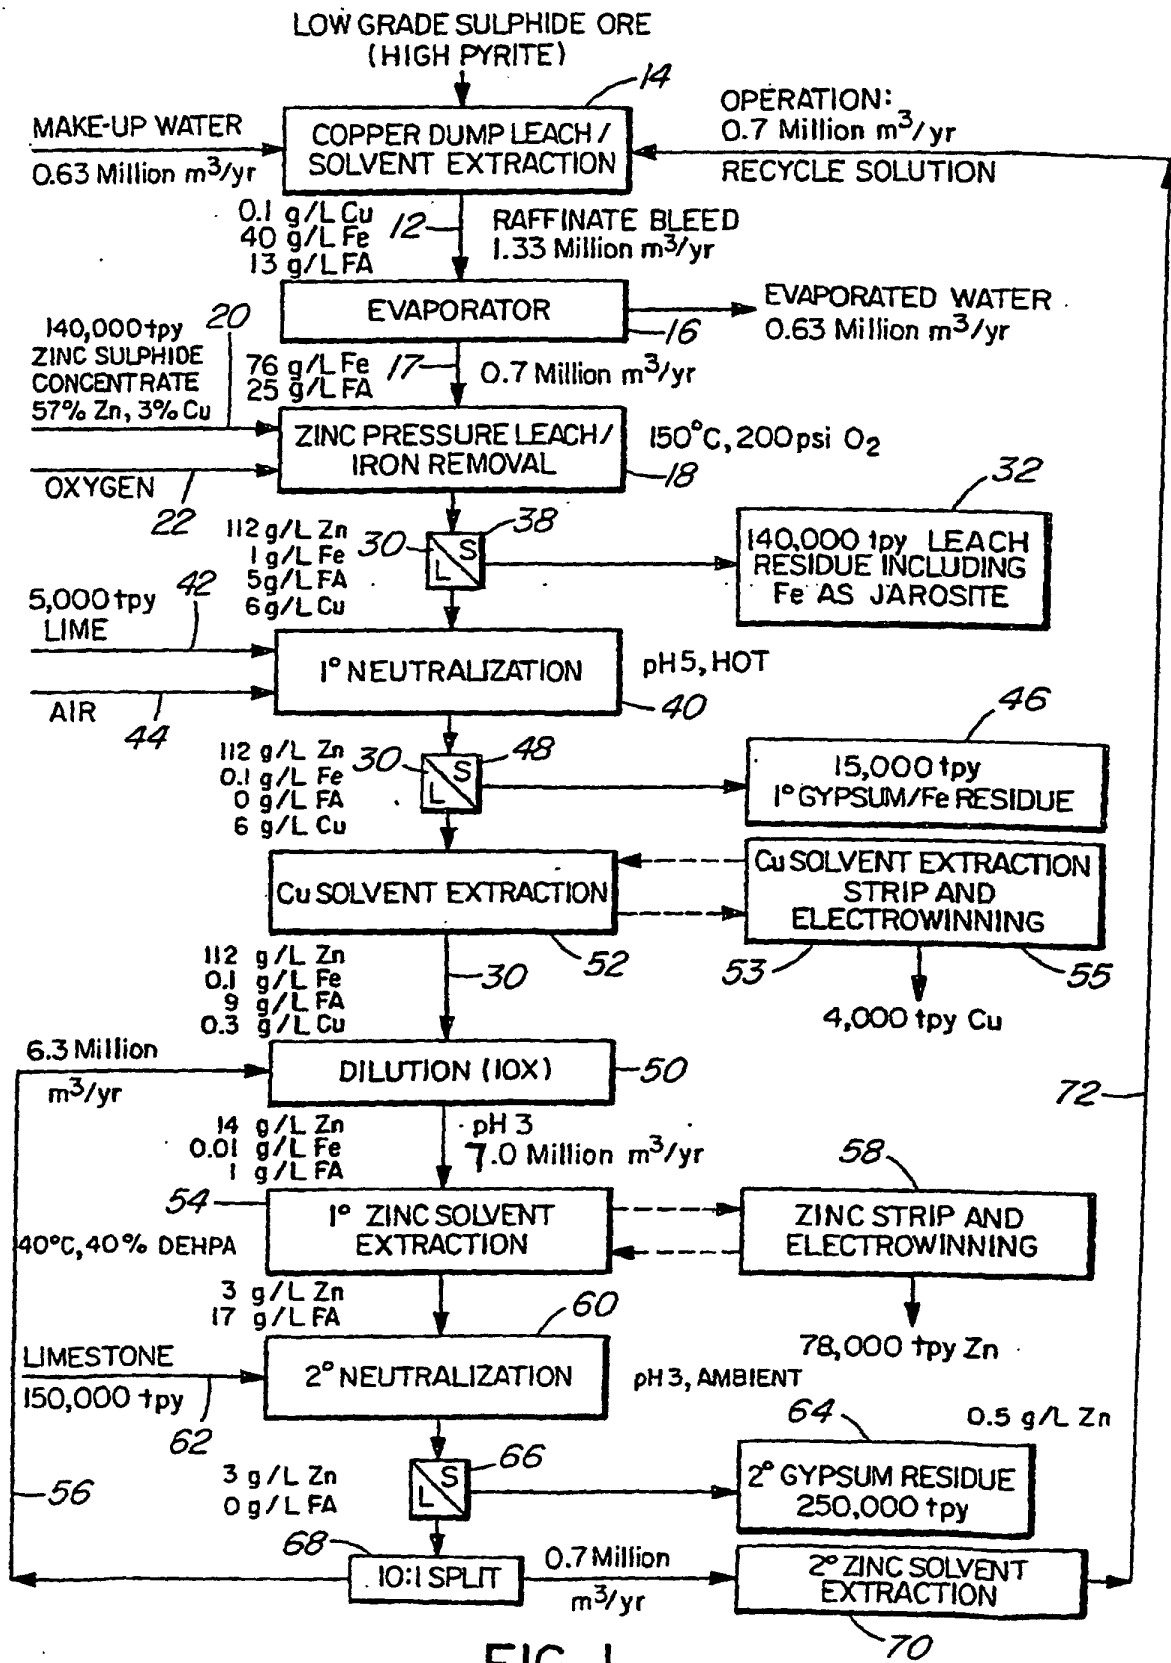 LOW GRADE SULPHIDE ORE
(HIGH PYRITE)
14
MAKE-UP WATER
0.63 Million m³/yr
COPPER DUMP LEACH/
SOLVENT EXTRACTION
OPERATION:
0.7 Million m³/yr
RECYCLE SOLUTION
0.1 g/L Cu
40 g/L Fe
13 g/L FA
12
RAFFINATE BLEED
1.33 Million m³/yr
EVAPORATOR
16
EVAPORATED WATER
0.63 Million m³/yr
140,000 tpy
ZINC SULPHIDE
CONCENTRATE
57% Zn, 3% Cu
20
76 g/L Fe
25 g/L FA
17
0.7 Million m³/yr
OXYGEN
22
ZINC PRESSURE LEACH/
IRON REMOVAL
150°C, 200 psi O₂
18
112 g/L Zn
1 g/L Fe
5 g/L FA
6 g/L Cu
30
S
L
38
32
140,000 tpy LEACH
RESIDUE INCLUDING
Fe AS JAROSITE
5,000 tpy
LIME
42
AIR
44
1° NEUTRALIZATION
pH 5, HOT
40
112 g/L Zn
0.1 g/L Fe
0 g/L FA
6 g/L Cu
30
S
L
48
46
15,000 tpy
1° GYPSUM/Fe RESIDUE
Cu SOLVENT EXTRACTION
52
Cu SOLVENT EXTRACTION
STRIP AND
ELECTROWINNING
53
55
4,000 tpy Cu
112 g/L Zn
0.1 g/L Fe
9 g/L FA
0.3 g/L Cu
30
6.3 Million
m³/yr
DILUTION (10X)
50
72
14 g/L Zn
0.01 g/L Fe
1 g/L FA
pH 3
7.0 Million m³/yr
54
40°C, 40% DEHPA
1° ZINC SOLVENT
EXTRACTION
58
ZINC STRIP AND
ELECTROWINNING
78,000 tpy Zn
3 g/L Zn
17 g/L FA
60
LIMESTONE
150,000 tpy
62
2° NEUTRALIZATION
pH 3, AMBIENT
0.5 g/L Zn
3 g/L Zn
0 g/L FA
S
L
66
64
2° GYPSUM RESIDUE
250,000 tpy
56
68
10:1 SPLIT
0.7 Million
m³/yr
2° ZINC SOLVENT
EXTRACTION
70
FIG. 1